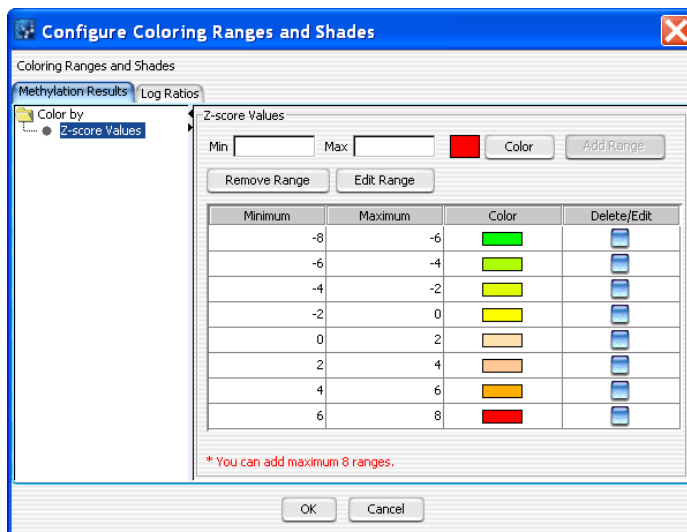 Configure Coloring Ranges and Shades
Coloring Ranges and Shades
Methylation Results Log Ratios
Color by
Z-score Values
Z-score Values
Min Max Color Add Range
Remove Range Edit Range
Minimum Maximum Color Delete/Edit
-8 -6
-6 -4
-4 -2
-2 0
0 2
2 4
4 6
6 8
* You can add maximum 8 ranges.
OK Cancel